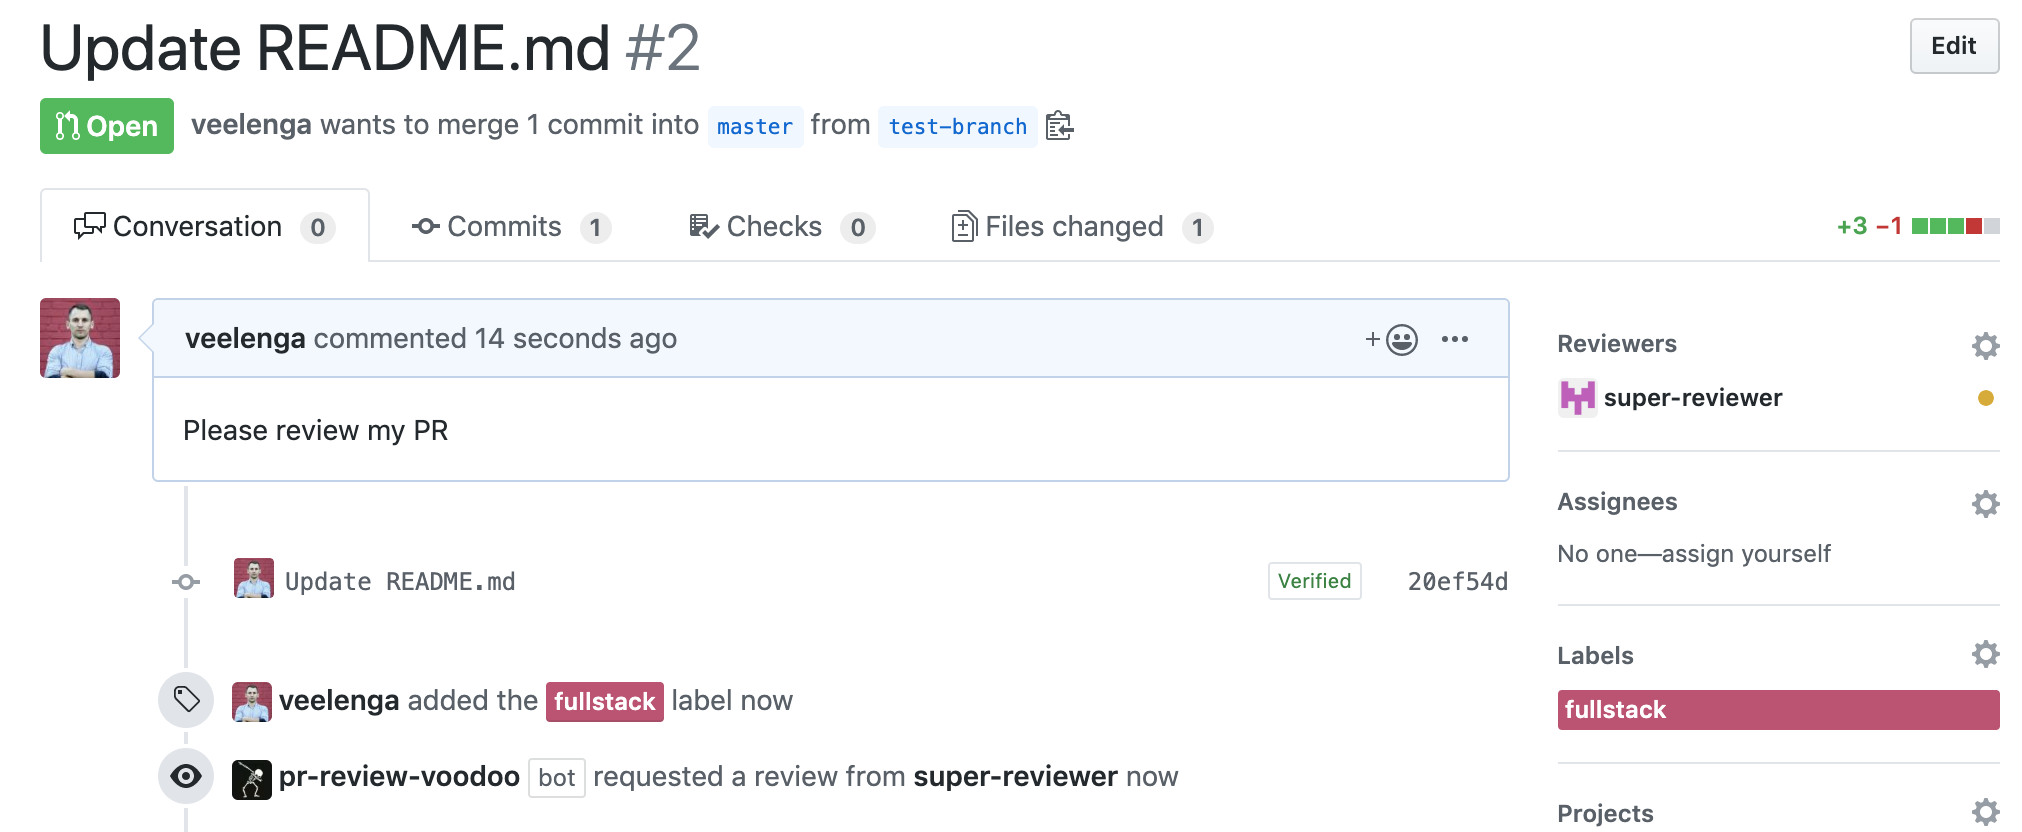 Update README.md #2
Edit
Open veelenga wants to merge 1 commit into master from test-branch
Conversation 0 Commits 1 Checks 0 Files changed 1 +3 −1
veelenga commented 14 seconds ago
Please review my PR
Update README.md Verified 20ef54d
veelenga added the fullstack label now
pr-review-voodoo bot requested a review from super-reviewer now
Reviewers
super-reviewer
Assignees
No one—assign yourself
Labels
fullstack
Projects